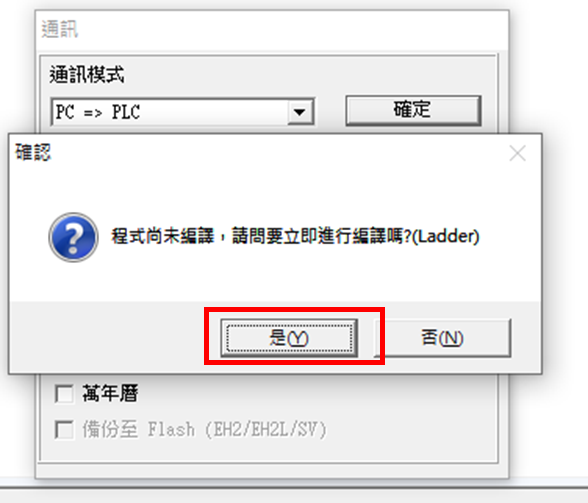 通訊
通訊模式
PC => PLC
確定
確認
程式尚未編譯，請問要立即進行編譯嗎?(Ladder)
是(Y)
否(N)
萬年曆
備份至 Flash (EH2/EH2L/SV)